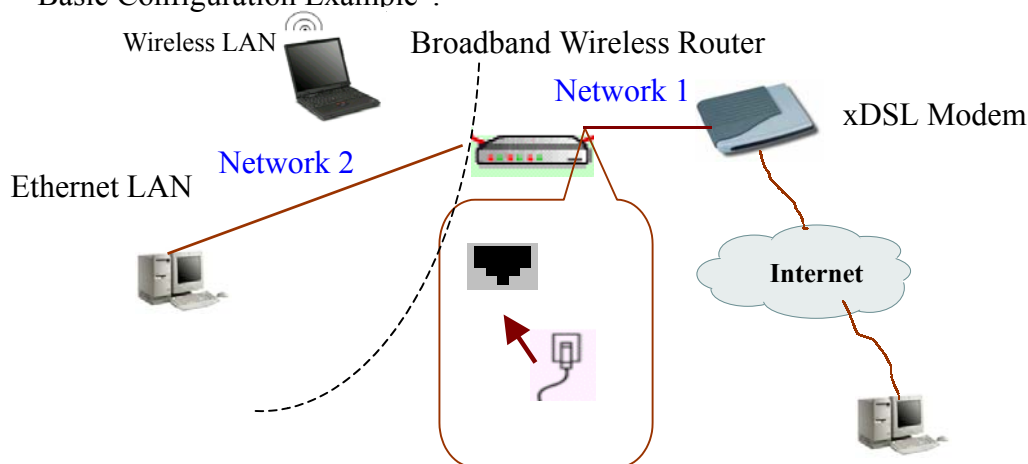 Basic Configuration Example :
Wireless LAN
Broadband Wireless Router
Network 1
xDSL Modem
Network 2
Ethernet LAN
Internet